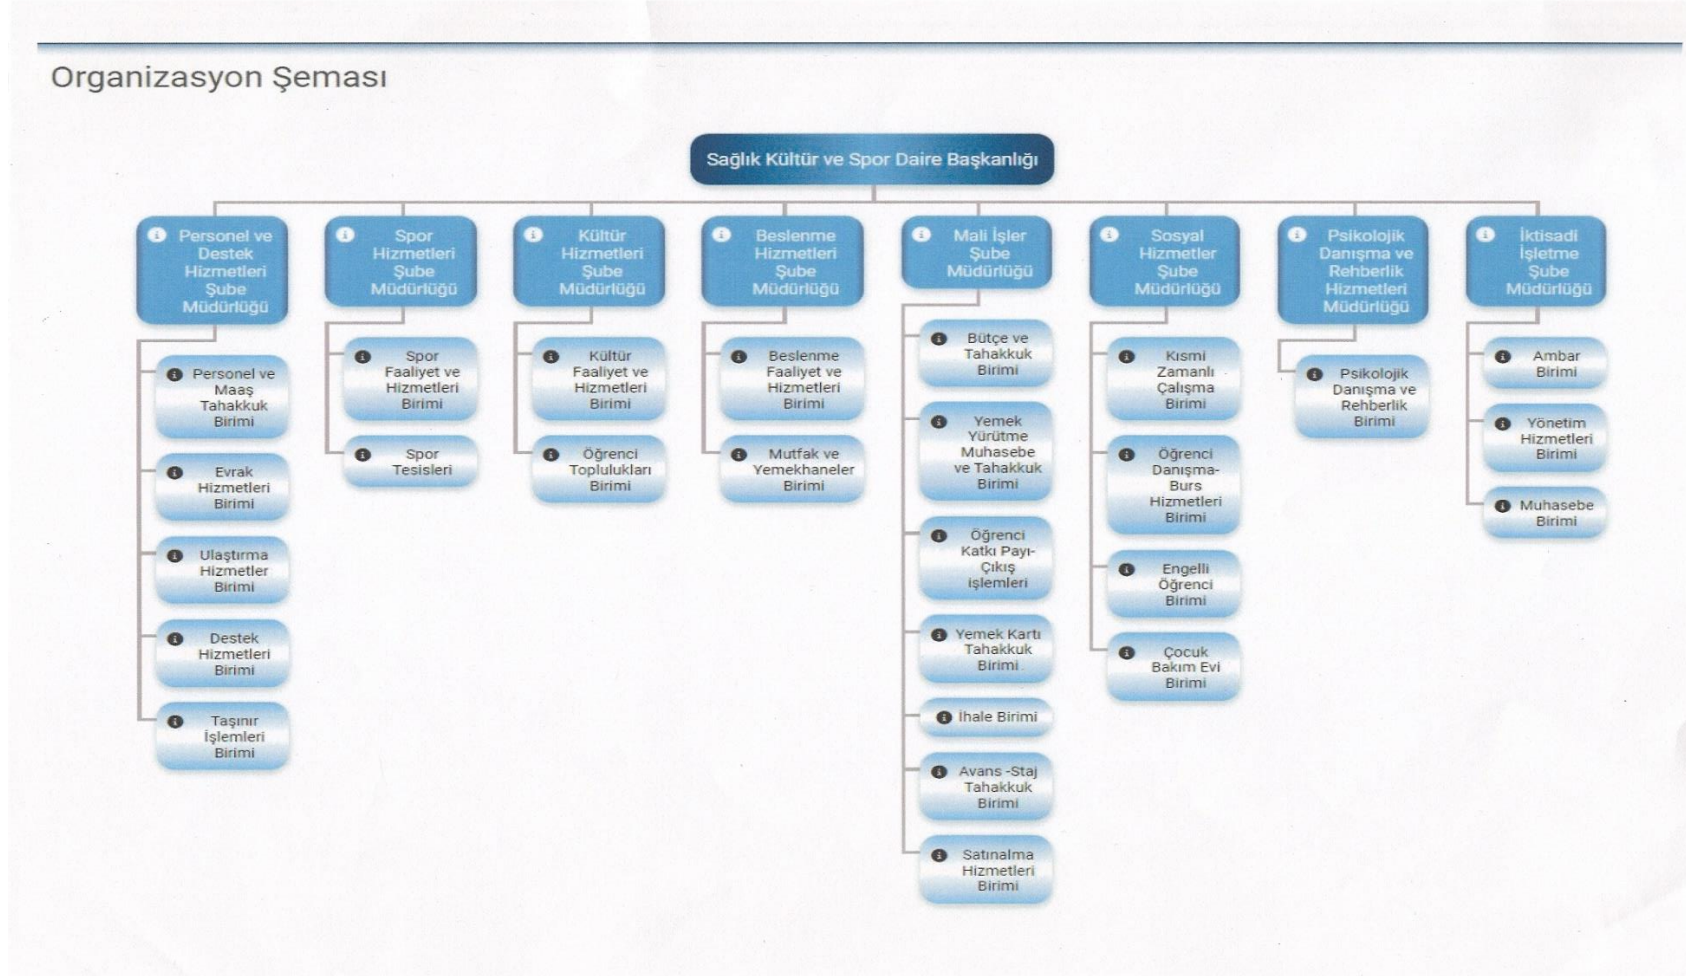 Organizasyon Şeması
Sağlık Kültür ve Spor Daire Başkanlığı
Personel ve
Destek
Hizmetleri
Şube
Müdürlüğü
Personel ve
Maaş
Tahakkuk
Birimi
Evrak
Hizmetleri
Birimi
Ulaştırma
Hizmetler
Birimi
Destek
Hizmetleri
Birimi
Taşınır
İşlemleri
Birimi
Spor
Hizmetleri
Şube
Müdürlüğü
Spor
Faaliyet ve
Hizmetleri
Birimi
Spor
Tesisleri
Kültür
Hizmetleri
Şube
Müdürlüğü
Kültür
Faaliyet ve
Hizmetleri
Birimi
Öğrenci
Toplulukları
Birimi
Beslenme
Hizmetleri
Şube
Müdürlüğü
Beslenme
Faaliyet ve
Hizmetleri
Birimi
Mutfak ve
Yemekhaneler
Birimi
Mali İşler
Şube
Müdürlüğü
Bütçe ve
Tahakkuk
Birimi
Yemek
Yürütme
Muhasebe
ve Tahakkuk
Birimi
Öğrenci
Katkı Payı-
Çıkış
işlemleri
Yemek Kartı
Tahakkuk
Birimi
İhale Birimi
Avans -Staj
Tahakkuk
Birimi
Satınalma
Hizmetleri
Birimi
Sosyal
Hizmetler
Şube
Müdürlüğü
Kısmi
Zamanlı
Çalışma
Birimi
Öğrenci
Danışma-
Burs
Hizmetleri
Birimi
Engelli
Öğrenci
Birimi
Çocuk
Bakım Evi
Birimi
Psikolojik
Danışma ve
Rehberlik
Hizmetleri
Müdürlüğü
Psikolojik
Danışma ve
Rehberlik
Birimi
İktisadi
İşletme
Şube
Müdürlüğü
Ambar
Birimi
Yönetim
Hizmetleri
Birimi
Muhasebe
Birimi